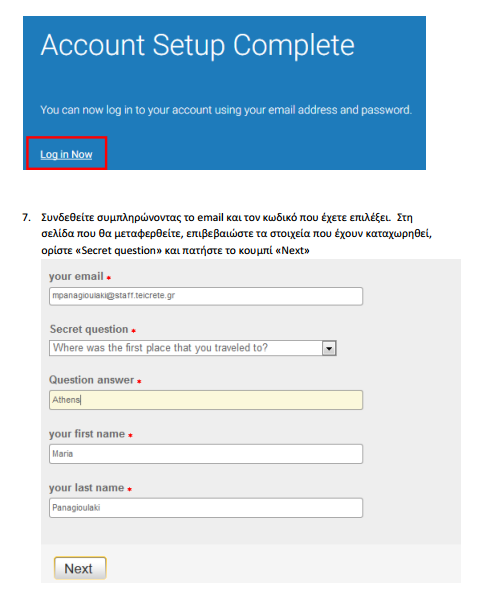 Account Setup Complete
You can now log in to your account using your email address and password.
Log in Now
7. Συνδεθείτε συμπληρώνοντας το email και τον κωδικό που έχετε επιλέξει. Στη
σελίδα που θα μεταφερθείτε, επιβεβαιώστε τα στοιχεία που έχουν καταχωρηθεί,
ορίστε «Secret question» και πατήστε το κουμπί «Next»
your email *
mpanagioulaki@staff.teicrete.gr
Secret question *
Where was the first place that you traveled to?
Question answer *
Athens
your first name *
Maria
your last name *
Panagioulaki
Next